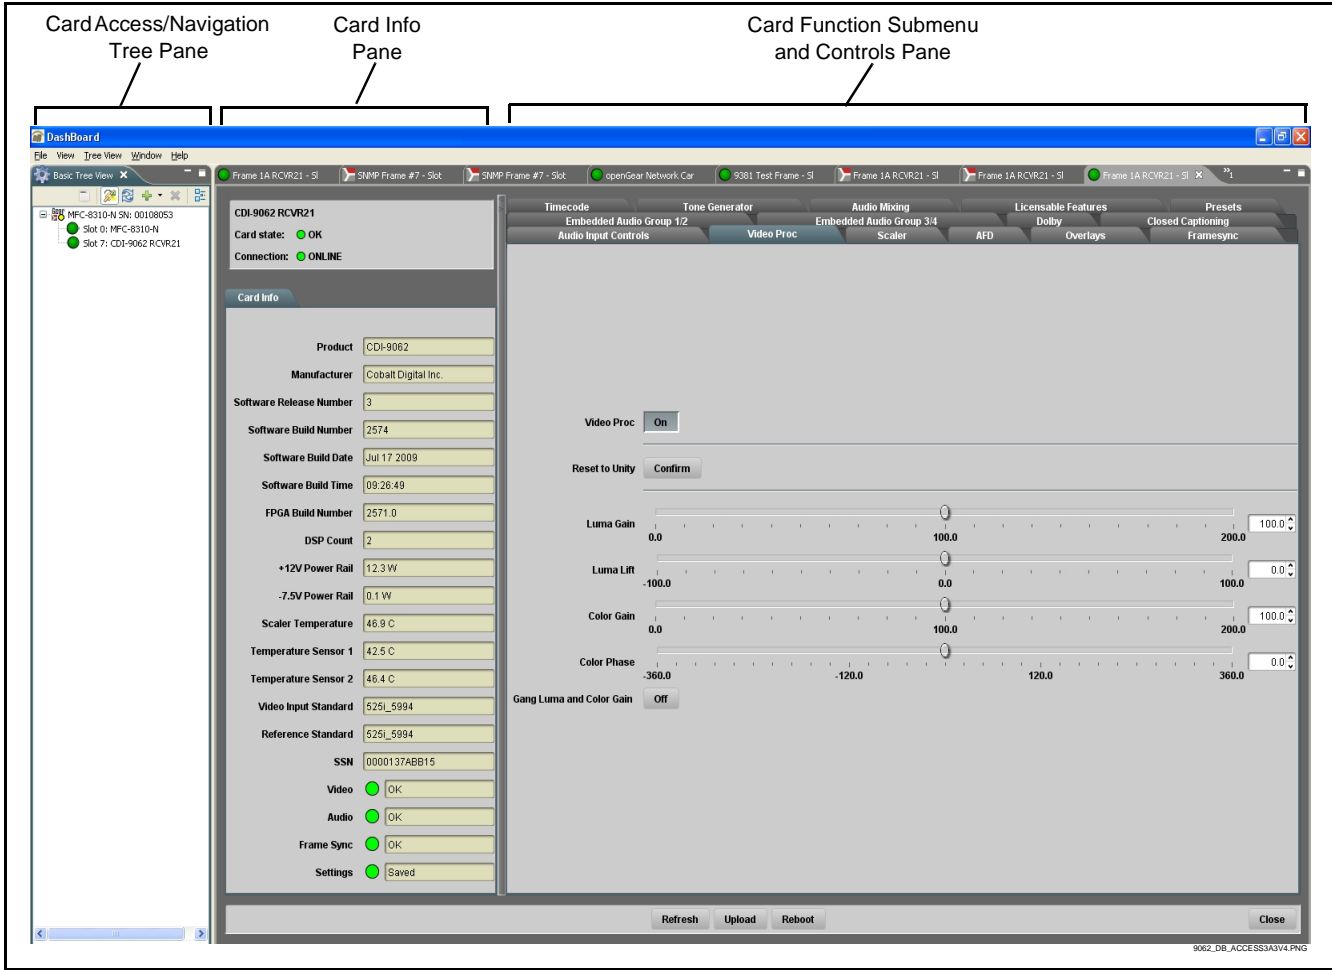 Card Access/Navigation
Tree Pane
Card Info
Pane
Card Function Submenu
and Controls Pane
DashBoard
File View Tree View Window Help
Basic Tree View
Frame 1A RCVR21 - Sl
SNMP Frame #7 - Slot
SNMP Frame #7 - Slot
openGear Network Car
9381 Test Frame - Sl
Frame 1A RCVR21 - Sl
Frame 1A RCVR21 - Sl
Frame 1A RCVR21 - Sl
»1
MFC-8310-N SN: 00108053
Slot 0: MFC-8310-N
Slot 7: CDI-9062 RCVR21
CDI-9062 RCVR21
Card state: OK
Connection: ONLINE
Card Info
Product CDI-9062
Manufacturer Cobalt Digital Inc.
Software Release Number 3
Software Build Number 2574
Software Build Date Jul 17 2009
Software Build Time 09:26:49
FPGA Build Number 2571.0
DSP Count 2
+12V Power Rail 12.3 W
-7.5V Power Rail 0.1 W
Scaler Temperature 46.9 C
Temperature Sensor 1 42.5 C
Temperature Sensor 2 46.4 C
Video Input Standard 525i_5994
Reference Standard 525i_5994
SSN 0000137ABB15
Video OK
Audio OK
Frame Sync OK
Settings Saved
Timecode Tone Generator Audio Mixing Licensable Features Presets
Embedded Audio Group 1/2 Embedded Audio Group 3/4 Dolby Closed Captioning
Audio Input Controls Video Proc Scaler AFD Overlays Framesync
Video Proc On
Reset to Unity Confirm
Luma Gain 100.0
0.0 100.0 200.0
Luma Lift 0.0
-100.0 0.0 100.0
Color Gain 100.0
0.0 100.0 200.0
Color Phase 0.0
-360.0 -120.0 120.0 360.0
Gang Luma and Color Gain Off
Refresh Upload Reboot Close
9062_DB_ACCESS3A3V4.PNG